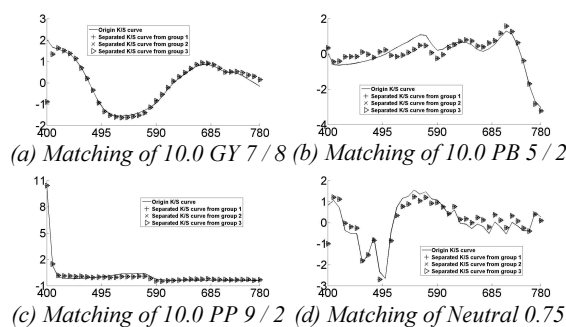 3
2
1
0
-1
-2
400 495 590 685 780
Origin K/S curve
Separated K/S curve from group 1
Separated K/S curve from group 2
Separated K/S curve from group 3
(a) Matching of 10.0 GY 7 / 8
2
0
-2
-4
400 495 590 685 780
Origin K/S curve
Separated K/S curve from group 1
Separated K/S curve from group 2
Separated K/S curve from group 3
(b) Matching of 10.0 PB 5 / 2
11
8
5
2
-1
400 495 590 685 780
Origin K/S curve
Separated K/S curve from group 1
Separated K/S curve from group 2
Separated K/S curve from group 3
(c) Matching of 10.0 PP 9 / 2
2
1
0
-1
-2
-3
400 495 590 685 780
Origin K/S curve
Separated K/S curve from group 1
Separated K/S curve from group 2
Separated K/S curve from group 3
(d) Matching of Neutral 0.75